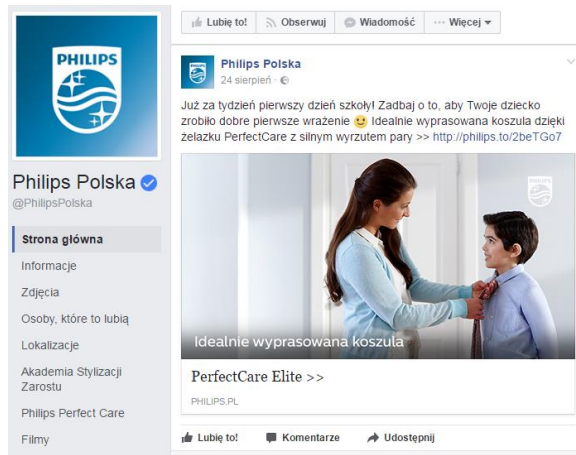 PHILIPS
Philips Polska
@PhilipsPolska
Strona główna
Informacje
Zdjęcia
Osoby, które to lubią
Lokalizacje
Akademia Stylizacji
Zarostu
Philips Perfect Care
Filmy
Lubię to!
Obserwuj
Wiadomość
Więcej
Philips Polska
24 sierpień
Już za tydzień pierwszy dzień szkoły! Zadbaj o to, aby Twoje dziecko
zrobiło dobre pierwsze wrażenie 😉 Idealnie wyprasowana koszula dzięki
żelazku PerfectCare z silnym wyrzutem pary >> http://philips.to/2beTGo7
PHILIPS
Idealnie wyprasowana koszula
PerfectCare Elite >>
PHILIPS.PL
Lubię to!
Komentarze
Udostępnij